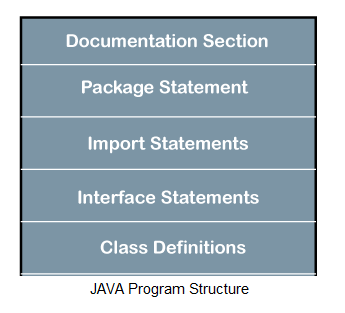 Documentation Section
Package Statement
Import Statements
Interface Statements
Class Definitions
JAVA Program Structure